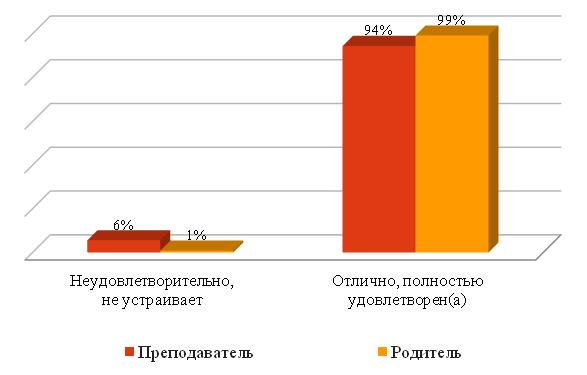 94%
99%
6%
1%
Неудовлетворительно,
не устраивает
Отлично, полностью
удовлетворен(а)
Преподаватель
Родитель